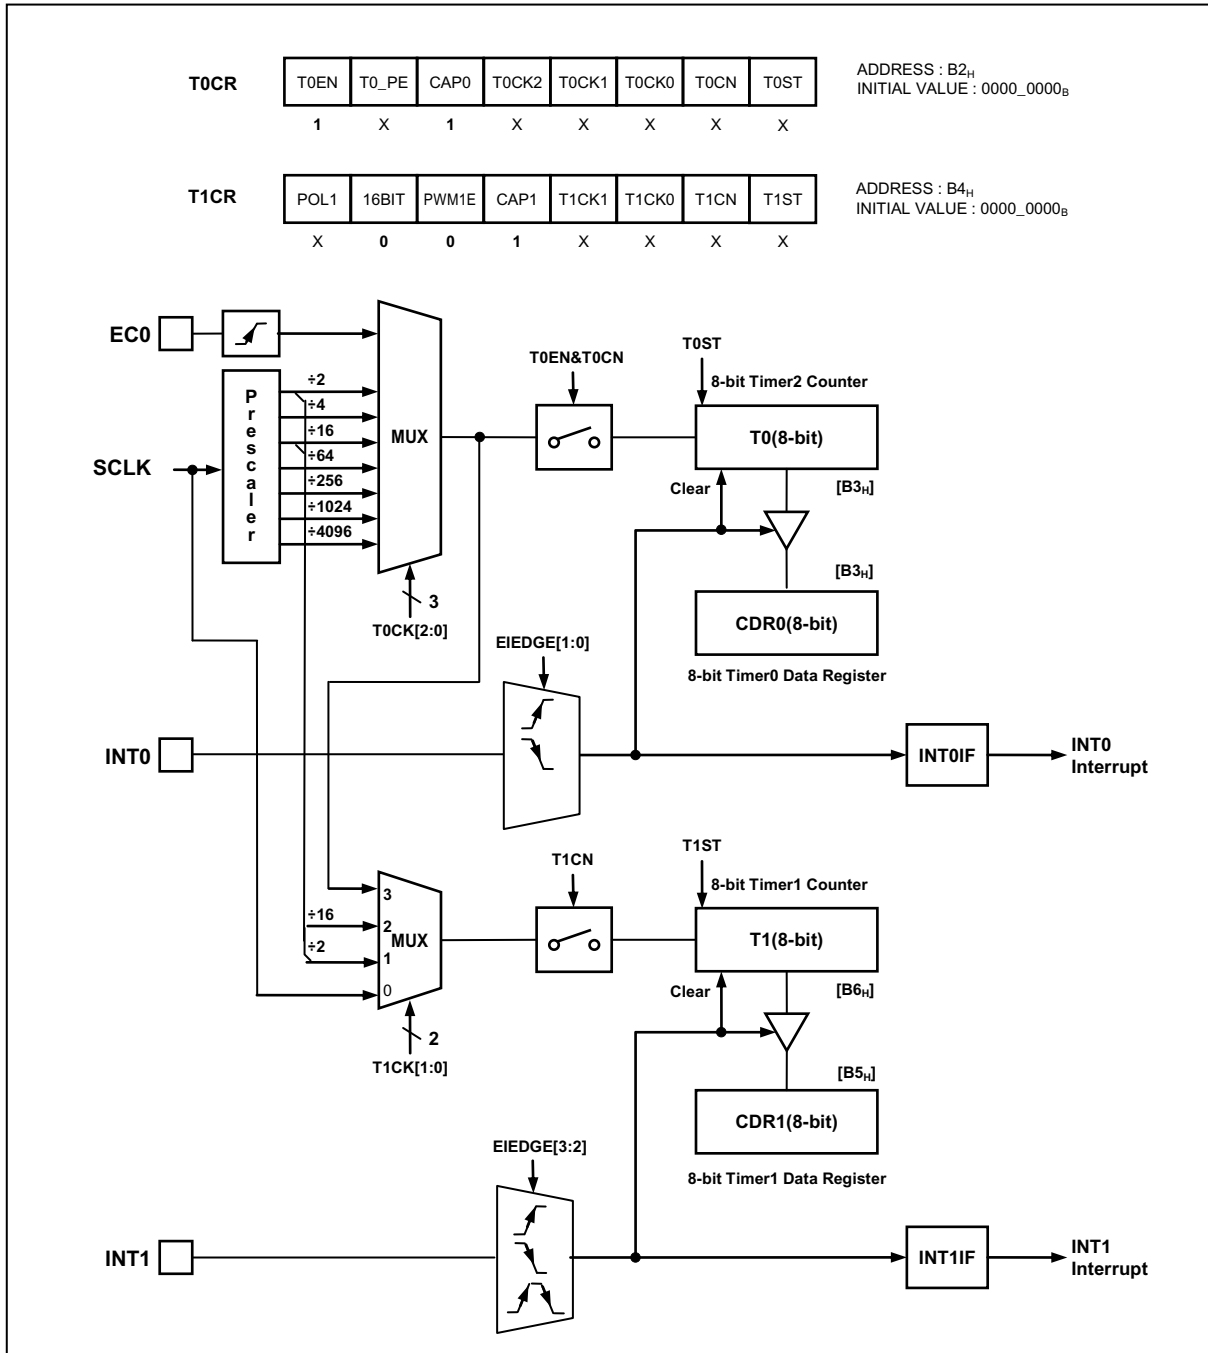 T0CR T0EN T0_PE CAP0 T0CK2 T0CK1 T0CK0 T0CN T0ST
ADDRESS : B2H
INITIAL VALUE : 0000_0000B
1 X 1 X X X X X
T1CR POL1 16BIT PWM1E CAP1 T1CK1 T1CK0 T1CN T1ST
ADDRESS : B4H
INITIAL VALUE : 0000_0000B
X 0 0 1 X X X X
EC0
SCLK
Prescaler
÷2
÷4
÷16
÷64
÷256
÷1024
÷4096
MUX
3
T0CK[2:0]
T0EN&T0CN
T0ST
8-bit Timer2 Counter
T0(8-bit)
Clear
[B3H]
[B3H]
CDR0(8-bit)
8-bit Timer0 Data Register
EIEDGE[1:0]
INT0
INT0IF
INT0
Interrupt
3
÷16
2
÷2
1
0
MUX
2
T1CK[1:0]
T1CN
T1ST
8-bit Timer1 Counter
T1(8-bit)
Clear
[B6H]
[B5H]
CDR1(8-bit)
8-bit Timer1 Data Register
EIEDGE[3:2]
INT1
INT1IF
INT1
Interrupt